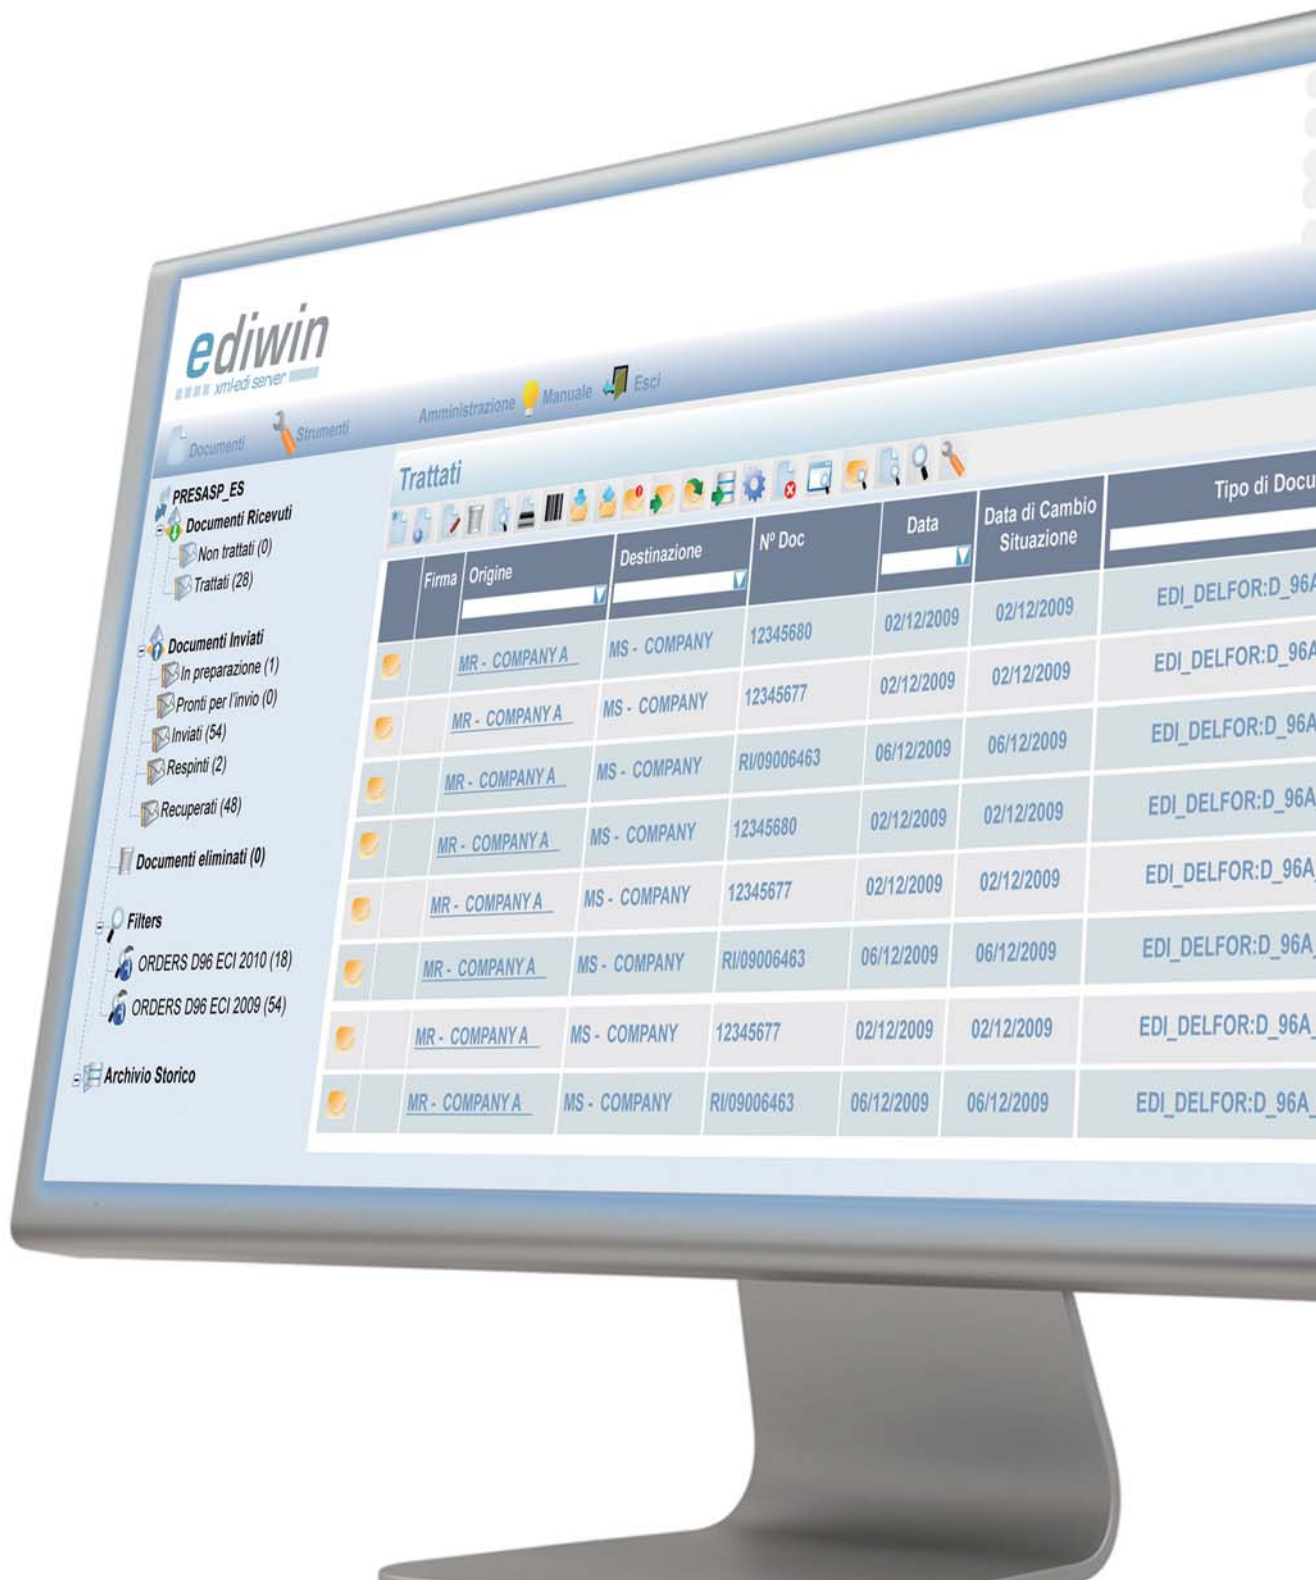 ediwin
xml-edi server
Documenti
Strumenti
Amministrazione
Manuale
Esci
PRESASP_ES
Documenti Ricevuti
Non trattati (0)
Trattati (28)
Documenti Inviati
In preparazione (1)
Pronti per l'invio (0)
Inviati (54)
Respinti (2)
Recuperati (48)
Documenti eliminati (0)
Filters
ORDERS D96 ECI 2010 (18)
ORDERS D96 ECI 2009 (54)
Archivio Storico
Trattati
Firma Origine Destinazione Nº Doc Data Data di Cambio Situazione Tipo di Docu
MR - COMPANY A MS - COMPANY 12345680 02/12/2009 02/12/2009 EDI_DELFOR:D_96A
MR - COMPANY A MS - COMPANY 12345677 02/12/2009 02/12/2009 EDI_DELFOR:D_96A
MR - COMPANY A MS - COMPANY RI/09006463 06/12/2009 06/12/2009 EDI_DELFOR:D_96A
MR - COMPANY A MS - COMPANY 12345680 02/12/2009 02/12/2009 EDI_DELFOR:D_96A
MR - COMPANY A MS - COMPANY 12345677 02/12/2009 02/12/2009 EDI_DELFOR:D_96A_
MR - COMPANY A MS - COMPANY RI/09006463 06/12/2009 06/12/2009 EDI_DELFOR:D_96A_
MR - COMPANY A MS - COMPANY 12345677 02/12/2009 02/12/2009 EDI_DELFOR:D_96A_
MR - COMPANY A MS - COMPANY RI/09006463 06/12/2009 06/12/2009 EDI_DELFOR:D_96A_